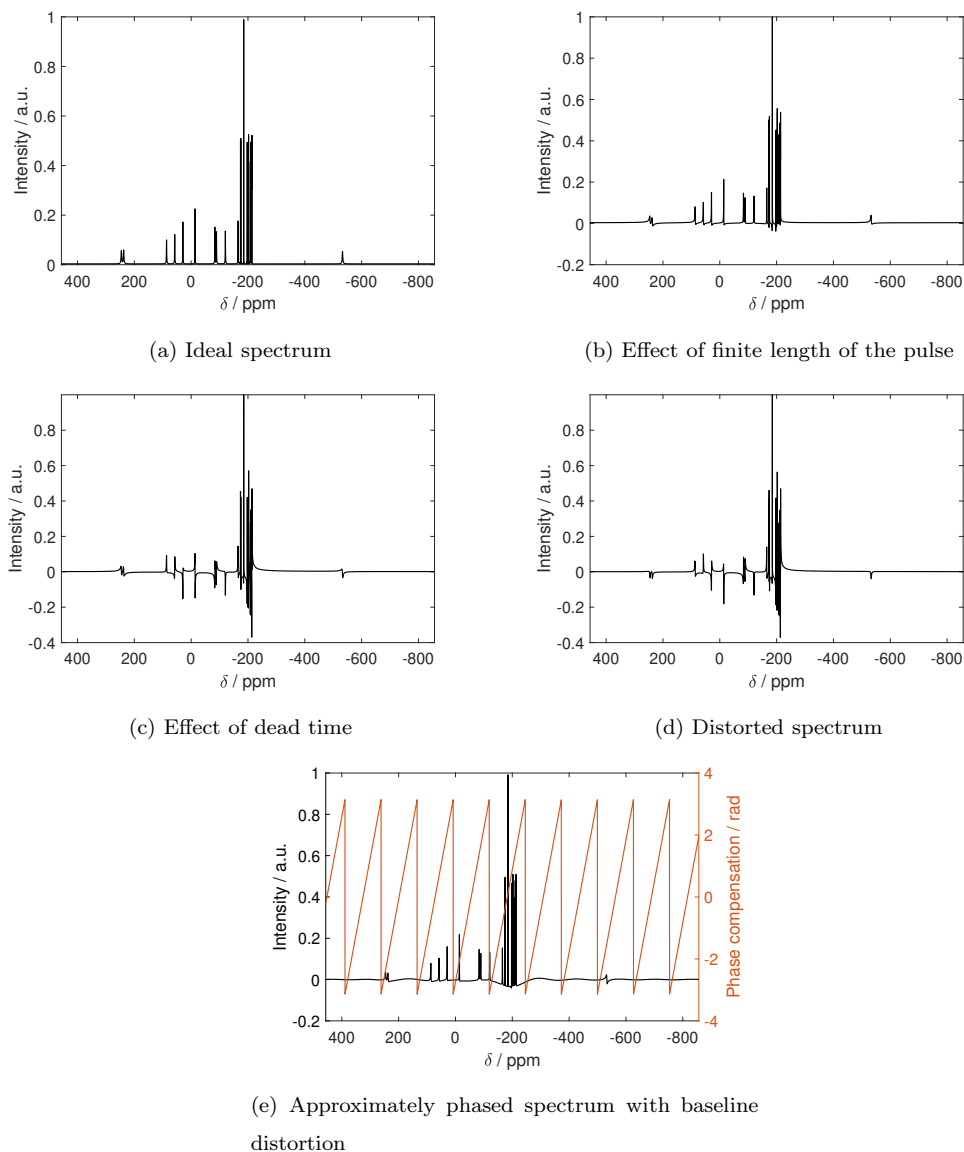 1
0.8
0.6
0.4
0.2
0
Intensity / a.u.
400 200 0 -200 -400 -600 -800
δ / ppm
(a) Ideal spectrum
1
0.8
0.6
0.4
0.2
0
-0.2
Intensity / a.u.
400 200 0 -200 -400 -600 -800
δ / ppm
(b) Effect of finite length of the pulse
0.8
0.6
0.4
0.2
0
-0.2
-0.4
Intensity / a.u.
400 200 0 -200 -400 -600 -800
δ / ppm
(c) Effect of dead time
0.8
0.6
0.4
0.2
0
-0.2
-0.4
Intensity / a.u.
400 200 0 -200 -400 -600 -800
δ / ppm
(d) Distorted spectrum
1
0.8
0.6
0.4
0.2
0
-0.2
Intensity / a.u.
4
2
0
-2
-4
Phase compensation / rad
400 200 0 -200 -400 -600 -800
δ / ppm
(e) Approximately phased spectrum with baseline
distortion